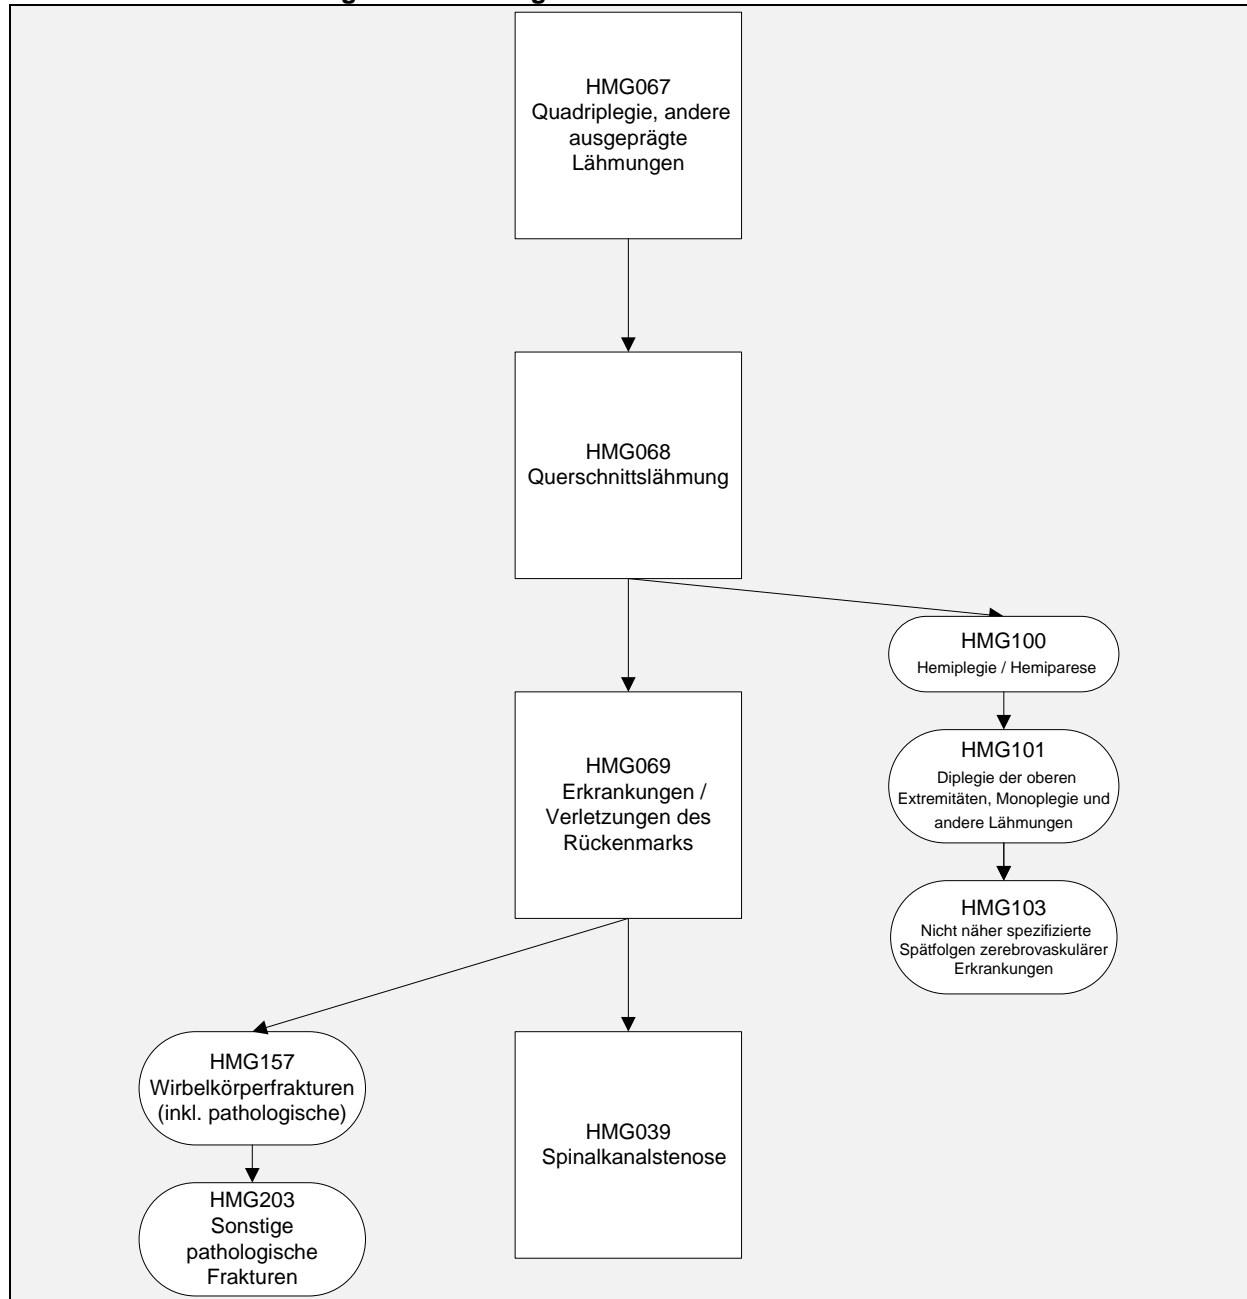 HMG067
Quadriplegie, andere
ausgeprägte
Lähmungen
HMG068
Querschnittslähmung
HMG100
Hemiplegie / Hemiparese
HMG069
Erkrankungen /
Verletzungen des
Rückenmarks
HMG101
Diplegie der oberen
Extremitäten, Monoplegie und
andere Lähmungen
HMG103
Nicht näher spezifizierte
Spätfolgen zerebrovaskulärer
Erkrankungen
HMG157
Wirbelkörperfrakturen
(inkl. pathologische)
HMG039
Spinalkanalstenose
HMG203
Sonstige
pathologische
Frakturen